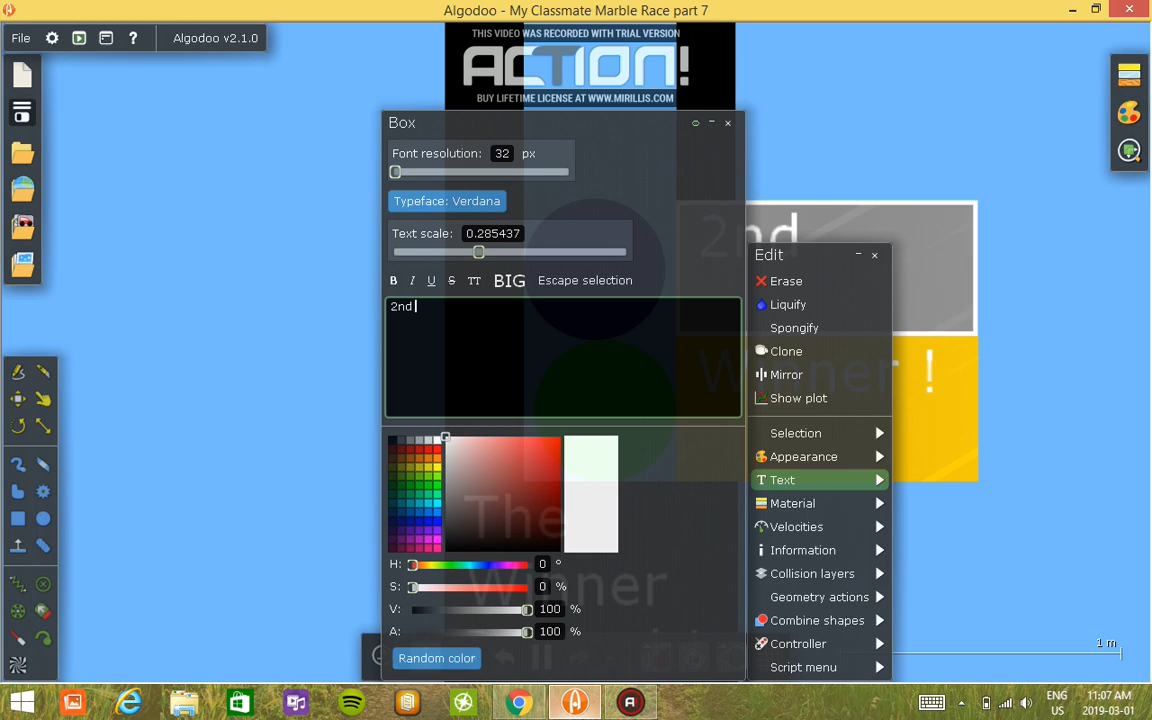 Algodoo - My Classmate Marble Race part 7
File
?
Algodoo v2.1.0
THIS VIDEO WAS RECORDED WITH TRIAL VERSION
ACTION!
BUY LIFETIME LICENSE AT WWW.MIRILLIS.COM
Box
Font resolution: 32 px
Typeface: Verdana
Text scale: 0.285437
B I U S TT BIG Escape selection
2nd
H: 0 °
S: 0 %
V: 100 %
A: 100 %
Random color
2nd
Winner !
The
Winner
Edit
Erase
Liquify
Spongify
Clone
Mirror
Show plot
Selection
Appearance
T Text
Material
Velocities
Information
Collision layers
Geometry actions
Combine shapes
Controller
Script menu
1 m
ENG
US
11:07 AM
2019-03-01